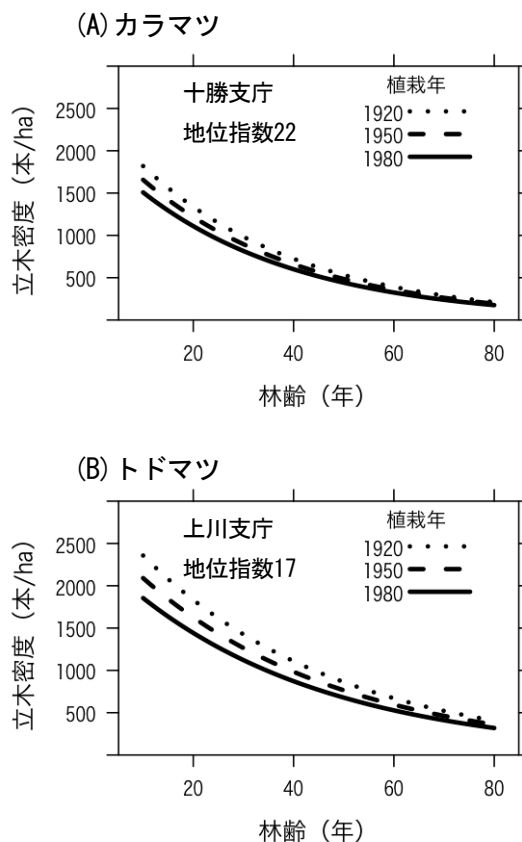 (A) カラマツ
十勝支庁
地位指数22
植栽年
1920
1950
1980
2500
2000
1500
1000
500
立木密度（本/ha）
20
40
60
80
林齢（年）
(B) トドマツ
上川支庁
地位指数17
植栽年
1920
1950
1980
2500
2000
1500
1000
500
立木密度（本/ha）
20
40
60
80
林齢（年）